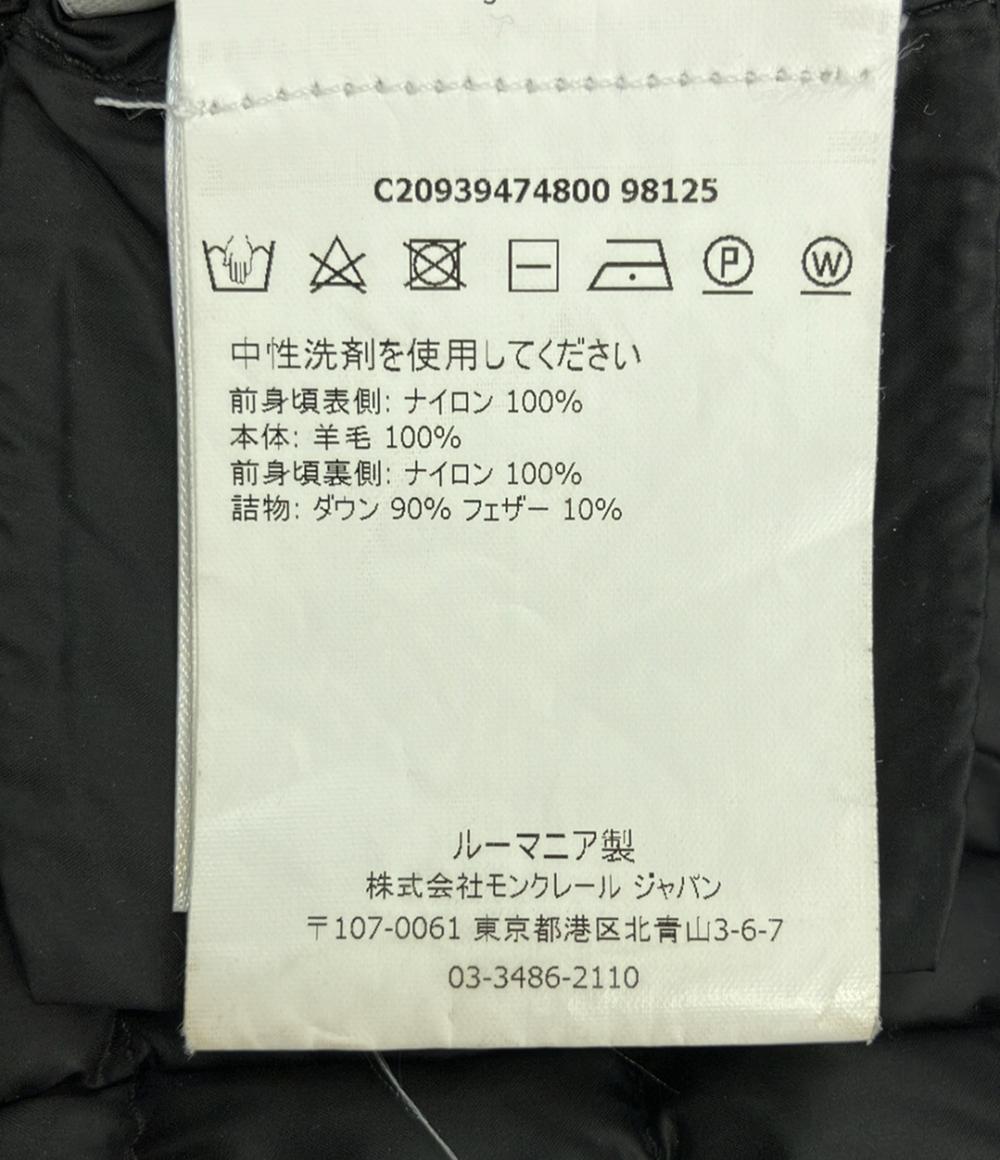 C20939474800 98125
P W
中性洗剤を使用してください
前身頃表側: ナイロン 100%
本体: 羊毛 100%
前身頃裏側: ナイロン 100%
詰物: ダウン 90% フェザー 10%
ルーマニア製
株式会社モンクレール ジャパン
〒107-0061 東京都港区北青山3-6-7
03-3486-2110